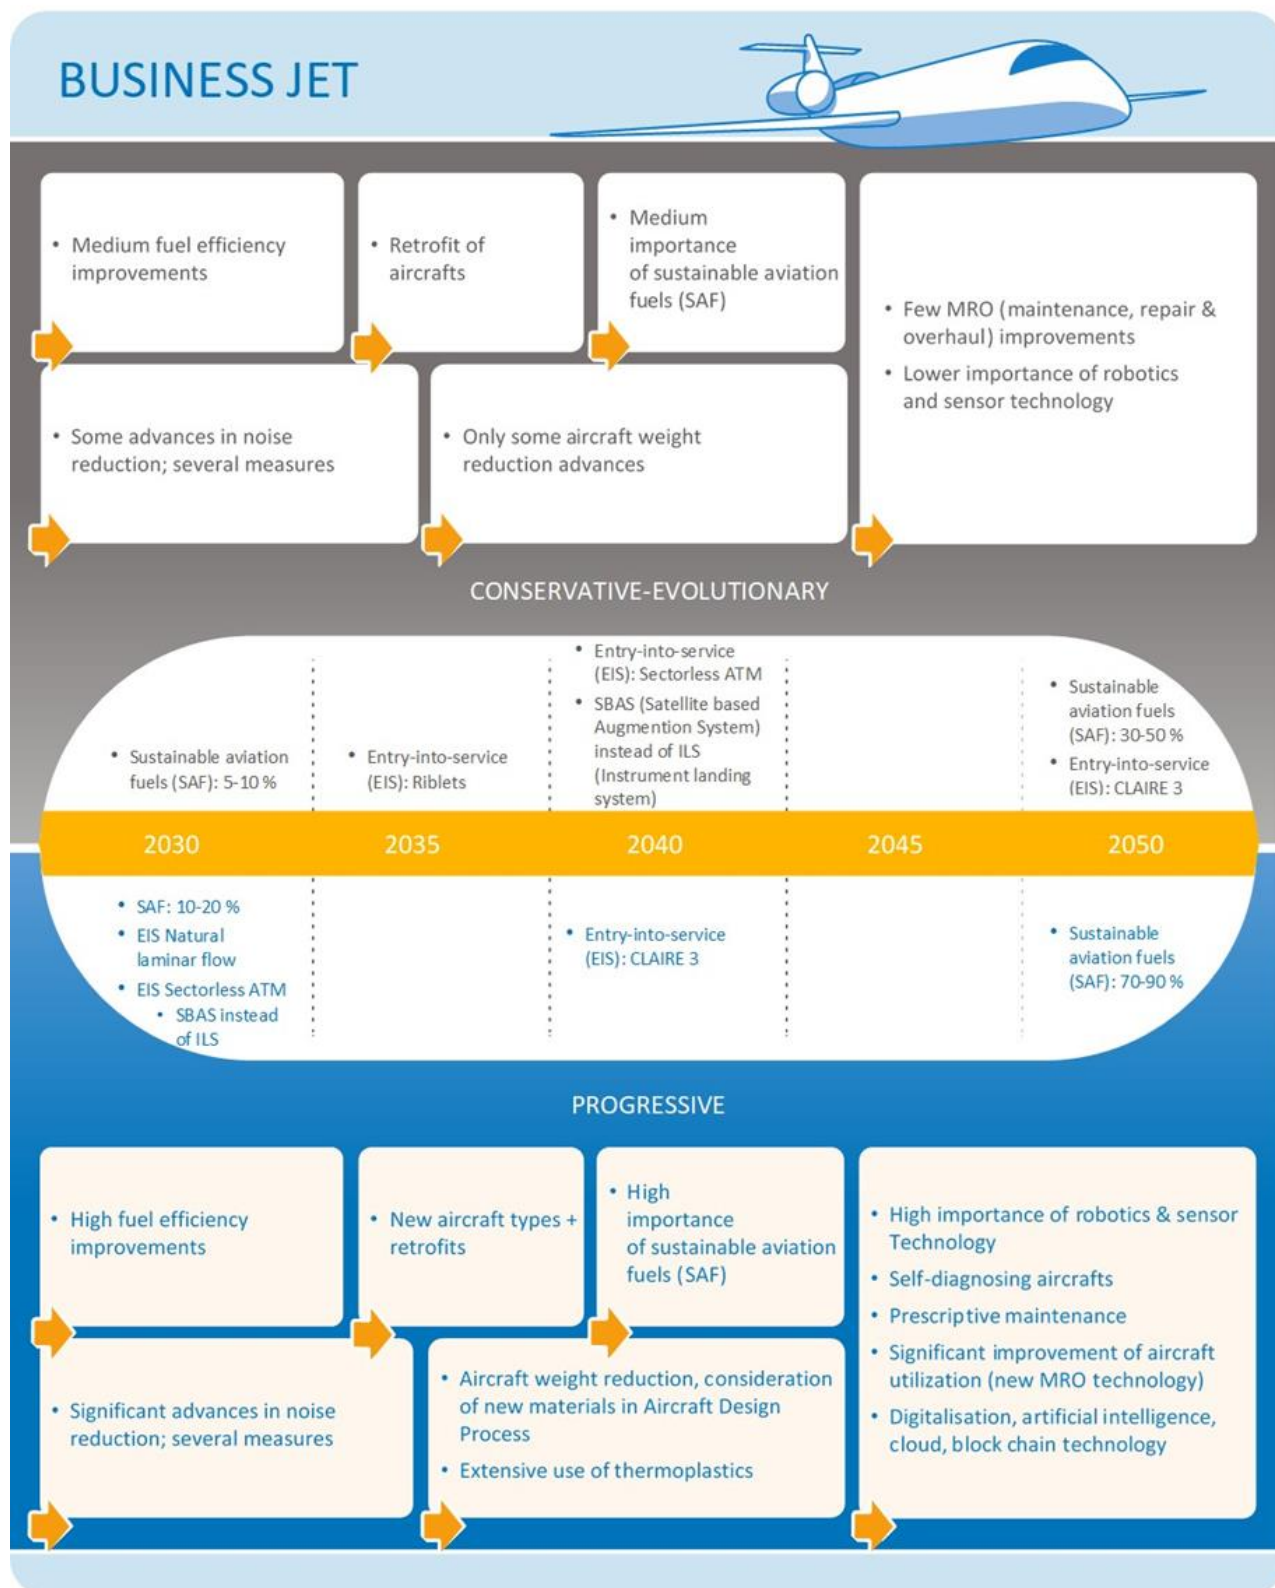 BUSINESS JET
• Medium fuel efficiency
improvements
• Retrofit of
aircrafts
• Medium
importance
of sustainable aviation
fuels (SAF)
• Few MRO (maintenance, repair &
overhaul) improvements
• Lower importance of robotics
and sensor technology
• Some advances in noise
reduction; several measures
• Only some aircraft weight
reduction advances
CONSERVATIVE-EVOLUTIONARY
• Sustainable aviation
fuels (SAF): 5-10 %
• Entry-into-service
(EIS): Riblets
• Entry-into-service
(EIS): Sectorless ATM
• SBAS (Satellite based
Augmention System)
instead of ILS
(Instrument landing
system)
• Sustainable
aviation fuels
(SAF): 30-50 %
• Entry-into-service
(EIS): CLAIRE 3
2030
2035
2040
2045
2050
• SAF: 10-20 %
• EIS Natural
laminar flow
• EIS Sectorless ATM
• SBAS instead
of ILS
• Entry-into-service
(EIS): CLAIRE 3
• Sustainable
aviation fuels
(SAF): 70-90 %
PROGRESSIVE
• High fuel efficiency
improvements
• New aircraft types +
retrofits
• High
importance
of sustainable aviation
fuels (SAF)
• High importance of robotics & sensor
Technology
• Self-diagnosing aircrafts
• Prescriptive maintenance
• Significant improvement of aircraft
utilization (new MRO technology)
• Digitalisation, artificial intelligence,
cloud, block chain technology
• Significant advances in noise
reduction; several measures
• Aircraft weight reduction, consideration
of new materials in Aircraft Design
Process
• Extensive use of thermoplastics